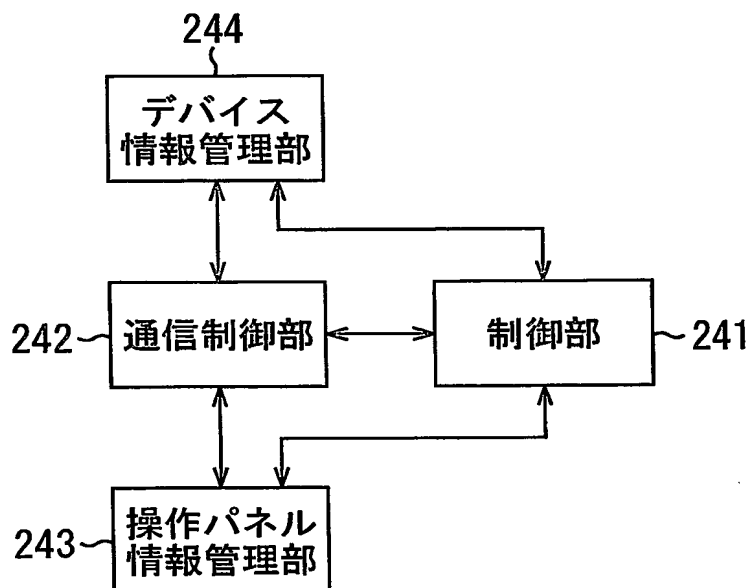 244
デバイス
情報管理部
242
通信制御部
制御部
241
243
操作パネル
情報管理部